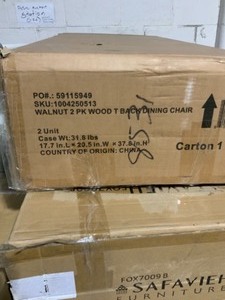 PO#.: 59115949
SKU:1004250513
WALNUT 2 PK WOOD T BACK DINING CHAIR
2 Unit
Case Wt: 31.9 lbs
17.7 in.L × 20.5 in.W × 37.8 in.H
COUNTRY OF ORIGIN: CHINA
Carton 1
FOX7009B
SAFAVIEH
FURNITURE